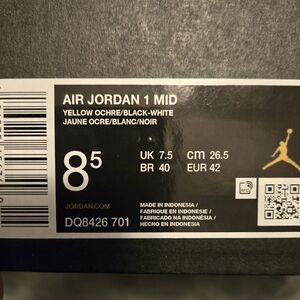 AIR JORDAN 1 MID
YELLOW OCHRE/BLACK-WHITE
JAUNE OCRE/BLANC/NOIR
8 5
UK 7.5 cm 26.5
BR 40 EUR 42
JORDAN.COM
DQ8426 701
MADE IN INDONESIA /
FABRIQUE EN INDONESIE /
FABRICADO NA INDONÉSIA /
HECHO EN INDONESIA